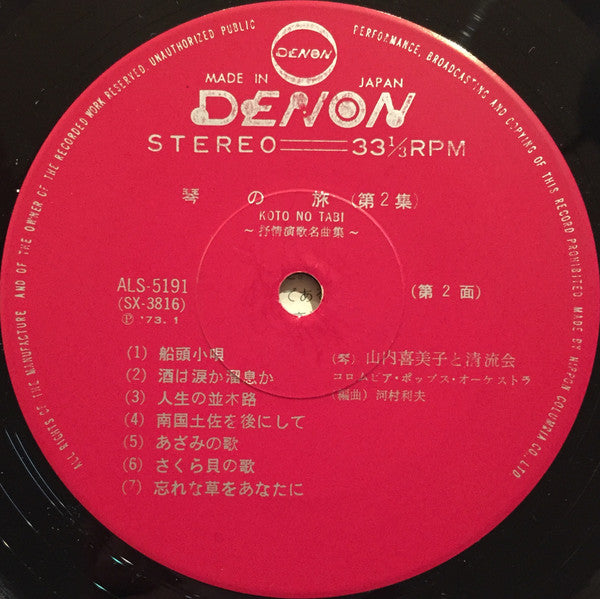 ALL RIGHTS OF THE MANUFACTURE AND OF THE OWNER OF THE RECORDED WORK RESERVED. UNAUTHORIZED PUBLIC PERFORMANCE, BROADCASTING AND COPYING OF THIS RECORD PROHIBITED. MADE BY NIPPON COLUMBIA CO., LTD
DENON
MADE IN JAPAN
DENON
STEREO 33⅓RPM
琴の旅(第2集)
KOTO NO TABI
~抒情演歌名曲集~
ALS-5191
(SX-3816)
Ⓟ '73.1
(第2面)
(1) 船頭小唄
(2) 酒は涙か溜息か
(3) 人生の並木路
(4) 南国土佐を後にして
(5) あざみの歌
(6) さくら貝の歌
(7) 忘れな草をあなたに
(琴) 山内喜美子と清流会
コロムビア・ポップス・オーケストラ
(編曲) 河村利夫